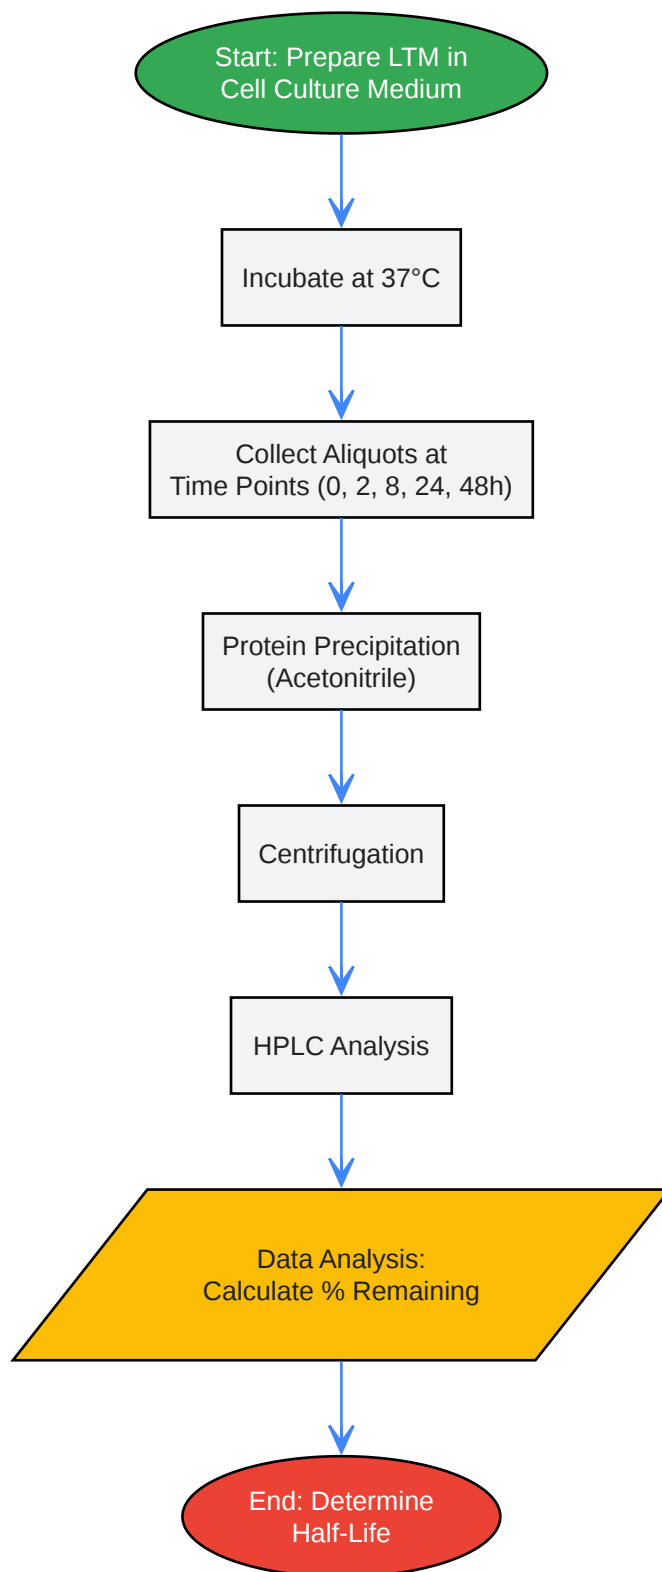 Start: Prepare LTM in
Cell Culture Medium
Incubate at 37°C
Collect Aliquots at
Time Points (0, 2, 8, 24, 48h)
Protein Precipitation
(Acetonitrile)
Centrifugation
HPLC Analysis
Data Analysis:
Calculate % Remaining
End: Determine
Half-Life